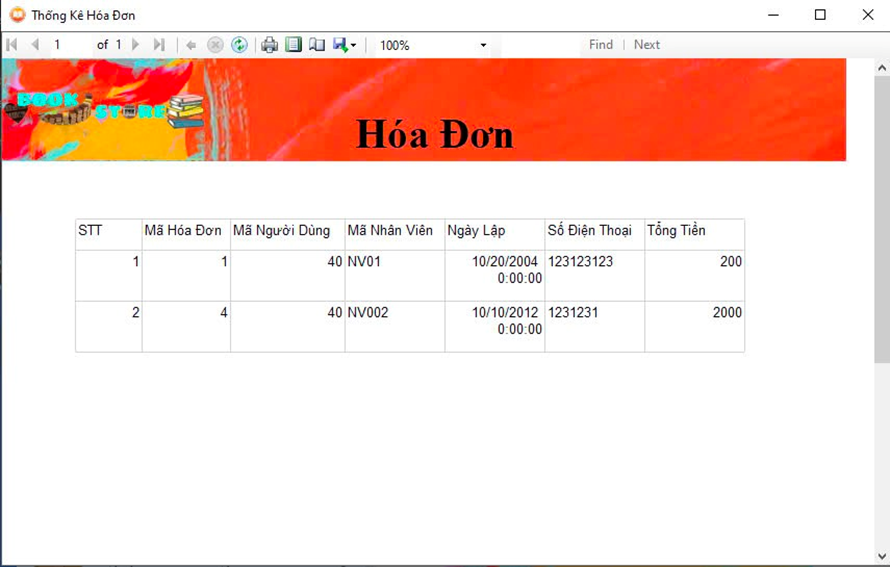 Thống Kê Hóa Đơn
1 of 1 100% Find | Next
BOOK
STORE
Hóa Đơn
STT Mã Hóa Đơn Mã Người Dùng Mã Nhân Viên Ngày Lập Số Điện Thoại Tổng Tiền
1 1 40 NV01 10/20/2004 123123123 200
0:00:00
2 4 40 NV002 10/10/2012 1231231 2000
0:00:00